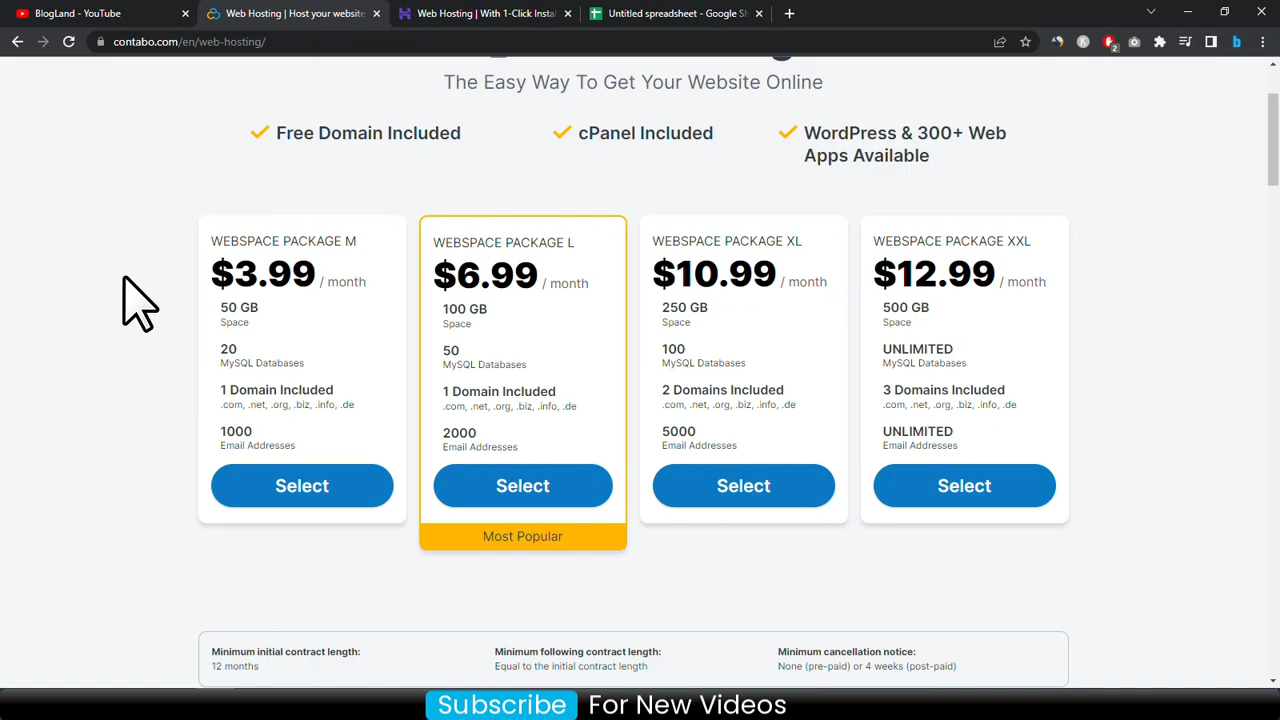 BlogLand - YouTube
Web Hosting | Host your website
Web Hosting | With 1-Click Insta
Untitled spreadsheet - Google Sh
contabo.com/en/web-hosting/
2
b
The Easy Way To Get Your Website Online
Free Domain Included
cPanel Included
WordPress & 300+ Web
Apps Available
WEBSPACE PACKAGE M
$3.99 / month
50 GB
Space
20
MySQL Databases
1 Domain Included
.com, .net, .org, .biz, .info, .de
1000
Email Addresses
Select
WEBSPACE PACKAGE L
$6.99 / month
100 GB
Space
50
MySQL Databases
1 Domain Included
.com, .net, .org, .biz, .info, .de
2000
Email Addresses
Select
Most Popular
WEBSPACE PACKAGE XL
$10.99 / month
250 GB
Space
100
MySQL Databases
2 Domains Included
.com, .net, .org, .biz, .info, .de
5000
Email Addresses
Select
WEBSPACE PACKAGE XXL
$12.99 / month
500 GB
Space
UNLIMITED
MySQL Databases
3 Domains Included
.com, .net, .org, .biz, .info, .de
UNLIMITED
Email Addresses
Select
Minimum initial contract length:
12 months
Minimum following contract length:
Equal to the initial contract length
Minimum cancellation notice:
None (pre-paid) or 4 weeks (post-paid)
Subscribe For New Videos